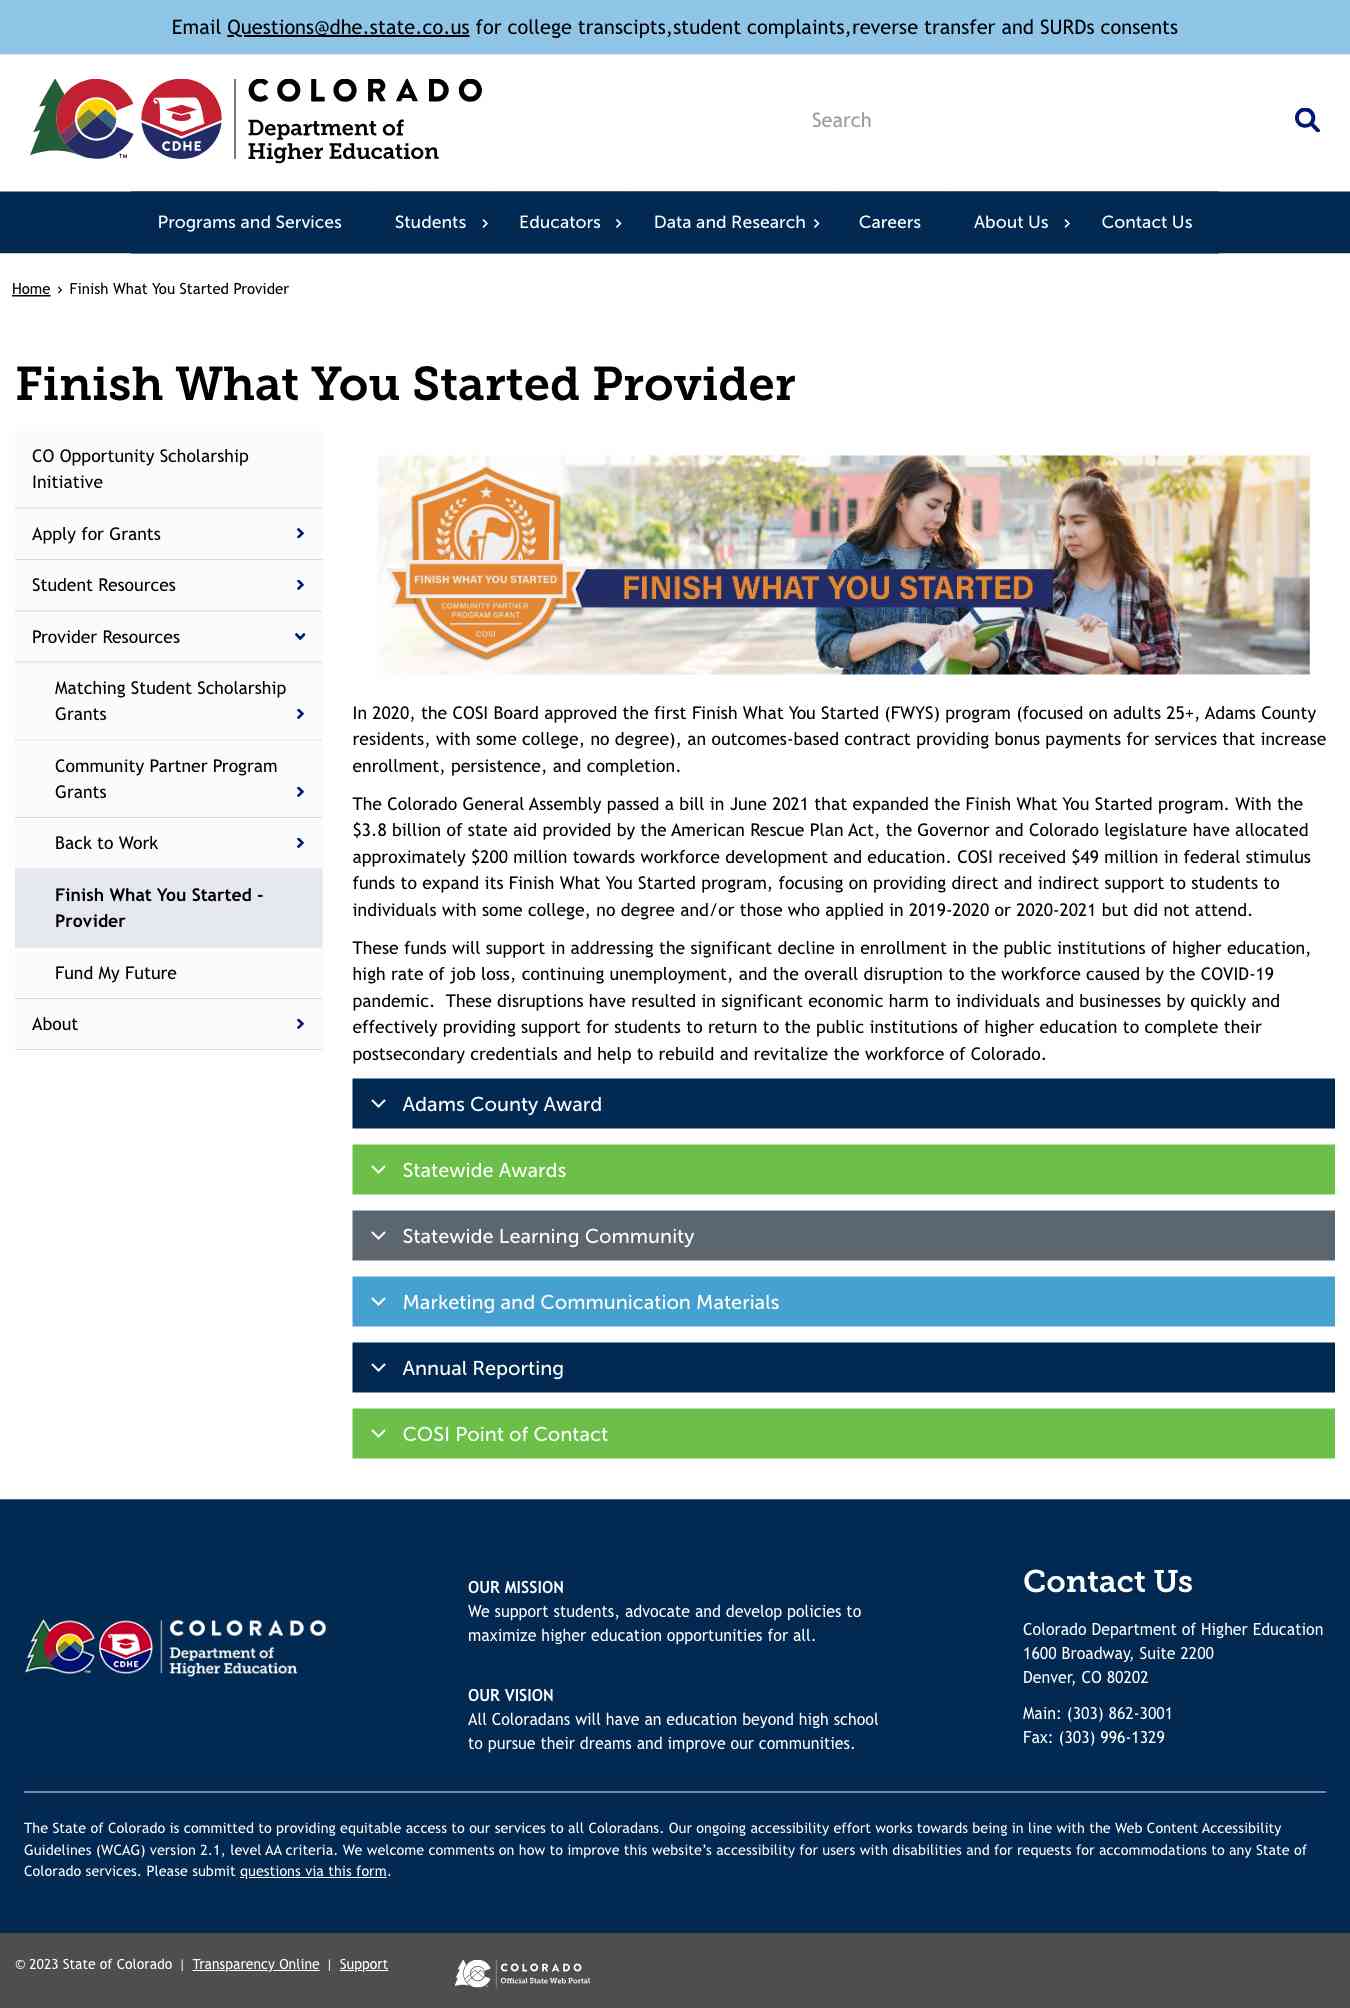 Email Questions@dhe.state.co.us for college transcipts,student complaints,reverse transfer and SURDs consents
CDHE
TM
COLORADO
Department of
Higher Education
Search
Programs and Services
Students
Educators
Data and Research
Careers
About Us
Contact Us
Home › Finish What You Started Provider
Finish What You Started Provider
CO Opportunity Scholarship
Initiative
Apply for Grants
Student Resources
Provider Resources
Matching Student Scholarship
Grants
Community Partner Program
Grants
Back to Work
Finish What You Started -
Provider
Fund My Future
About
FINISH WHAT YOU STARTED
COMMUNITY PARTNER
PROGRAM GRANT
COSI
FINISH WHAT YOU STARTED
In 2020, the COSI Board approved the first Finish What You Started (FWYS) program (focused on adults 25+, Adams County
residents, with some college, no degree), an outcomes-based contract providing bonus payments for services that increase
enrollment, persistence, and completion.
The Colorado General Assembly passed a bill in June 2021 that expanded the Finish What You Started program. With the
$3.8 billion of state aid provided by the American Rescue Plan Act, the Governor and Colorado legislature have allocated
approximately $200 million towards workforce development and education. COSI received $49 million in federal stimulus
funds to expand its Finish What You Started program, focusing on providing direct and indirect support to students to
individuals with some college, no degree and/or those who applied in 2019-2020 or 2020-2021 but did not attend.
These funds will support in addressing the significant decline in enrollment in the public institutions of higher education,
high rate of job loss, continuing unemployment, and the overall disruption to the workforce caused by the COVID-19
pandemic.  These disruptions have resulted in significant economic harm to individuals and businesses by quickly and
effectively providing support for students to return to the public institutions of higher education to complete their
postsecondary credentials and help to rebuild and revitalize the workforce of Colorado.
Adams County Award
Statewide Awards
Statewide Learning Community
Marketing and Communication Materials
Annual Reporting
COSI Point of Contact
CDHE
COLORADO
Department of
Higher Education
OUR MISSION
We support students, advocate and develop policies to
maximize higher education opportunities for all.
OUR VISION
All Coloradans will have an education beyond high school
to pursue their dreams and improve our communities.
Contact Us
Colorado Department of Higher Education
1600 Broadway, Suite 2200
Denver, CO 80202
Main: (303) 862-3001
Fax: (303) 996-1329
The State of Colorado is committed to providing equitable access to our services to all Coloradans. Our ongoing accessibility effort works towards being in line with the Web Content Accessibility
Guidelines (WCAG) version 2.1, level AA criteria. We welcome comments on how to improve this website's accessibility for users with disabilities and for requests for accommodations to any State of
Colorado services. Please submit questions via this form.
© 2023 State of Colorado | Transparency Online | Support
COLORADO
Official State Web Portal